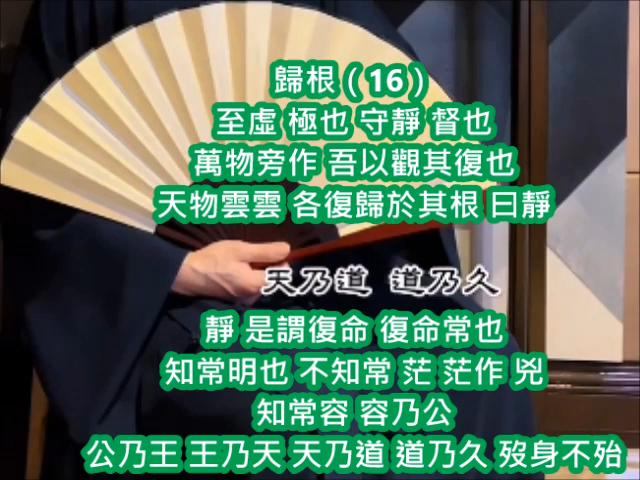 歸根（16）
至虛 極也 守靜 督也
萬物旁作 吾以觀其復也
天物雲雲 各復歸於其根 曰靜
天乃道 道乃久
靜 是謂復命 復命常也
知常明也 不知常 茫 茫作 兇
知常容 容乃公
公乃王 王乃天 天乃道 道乃久 歿身不殆